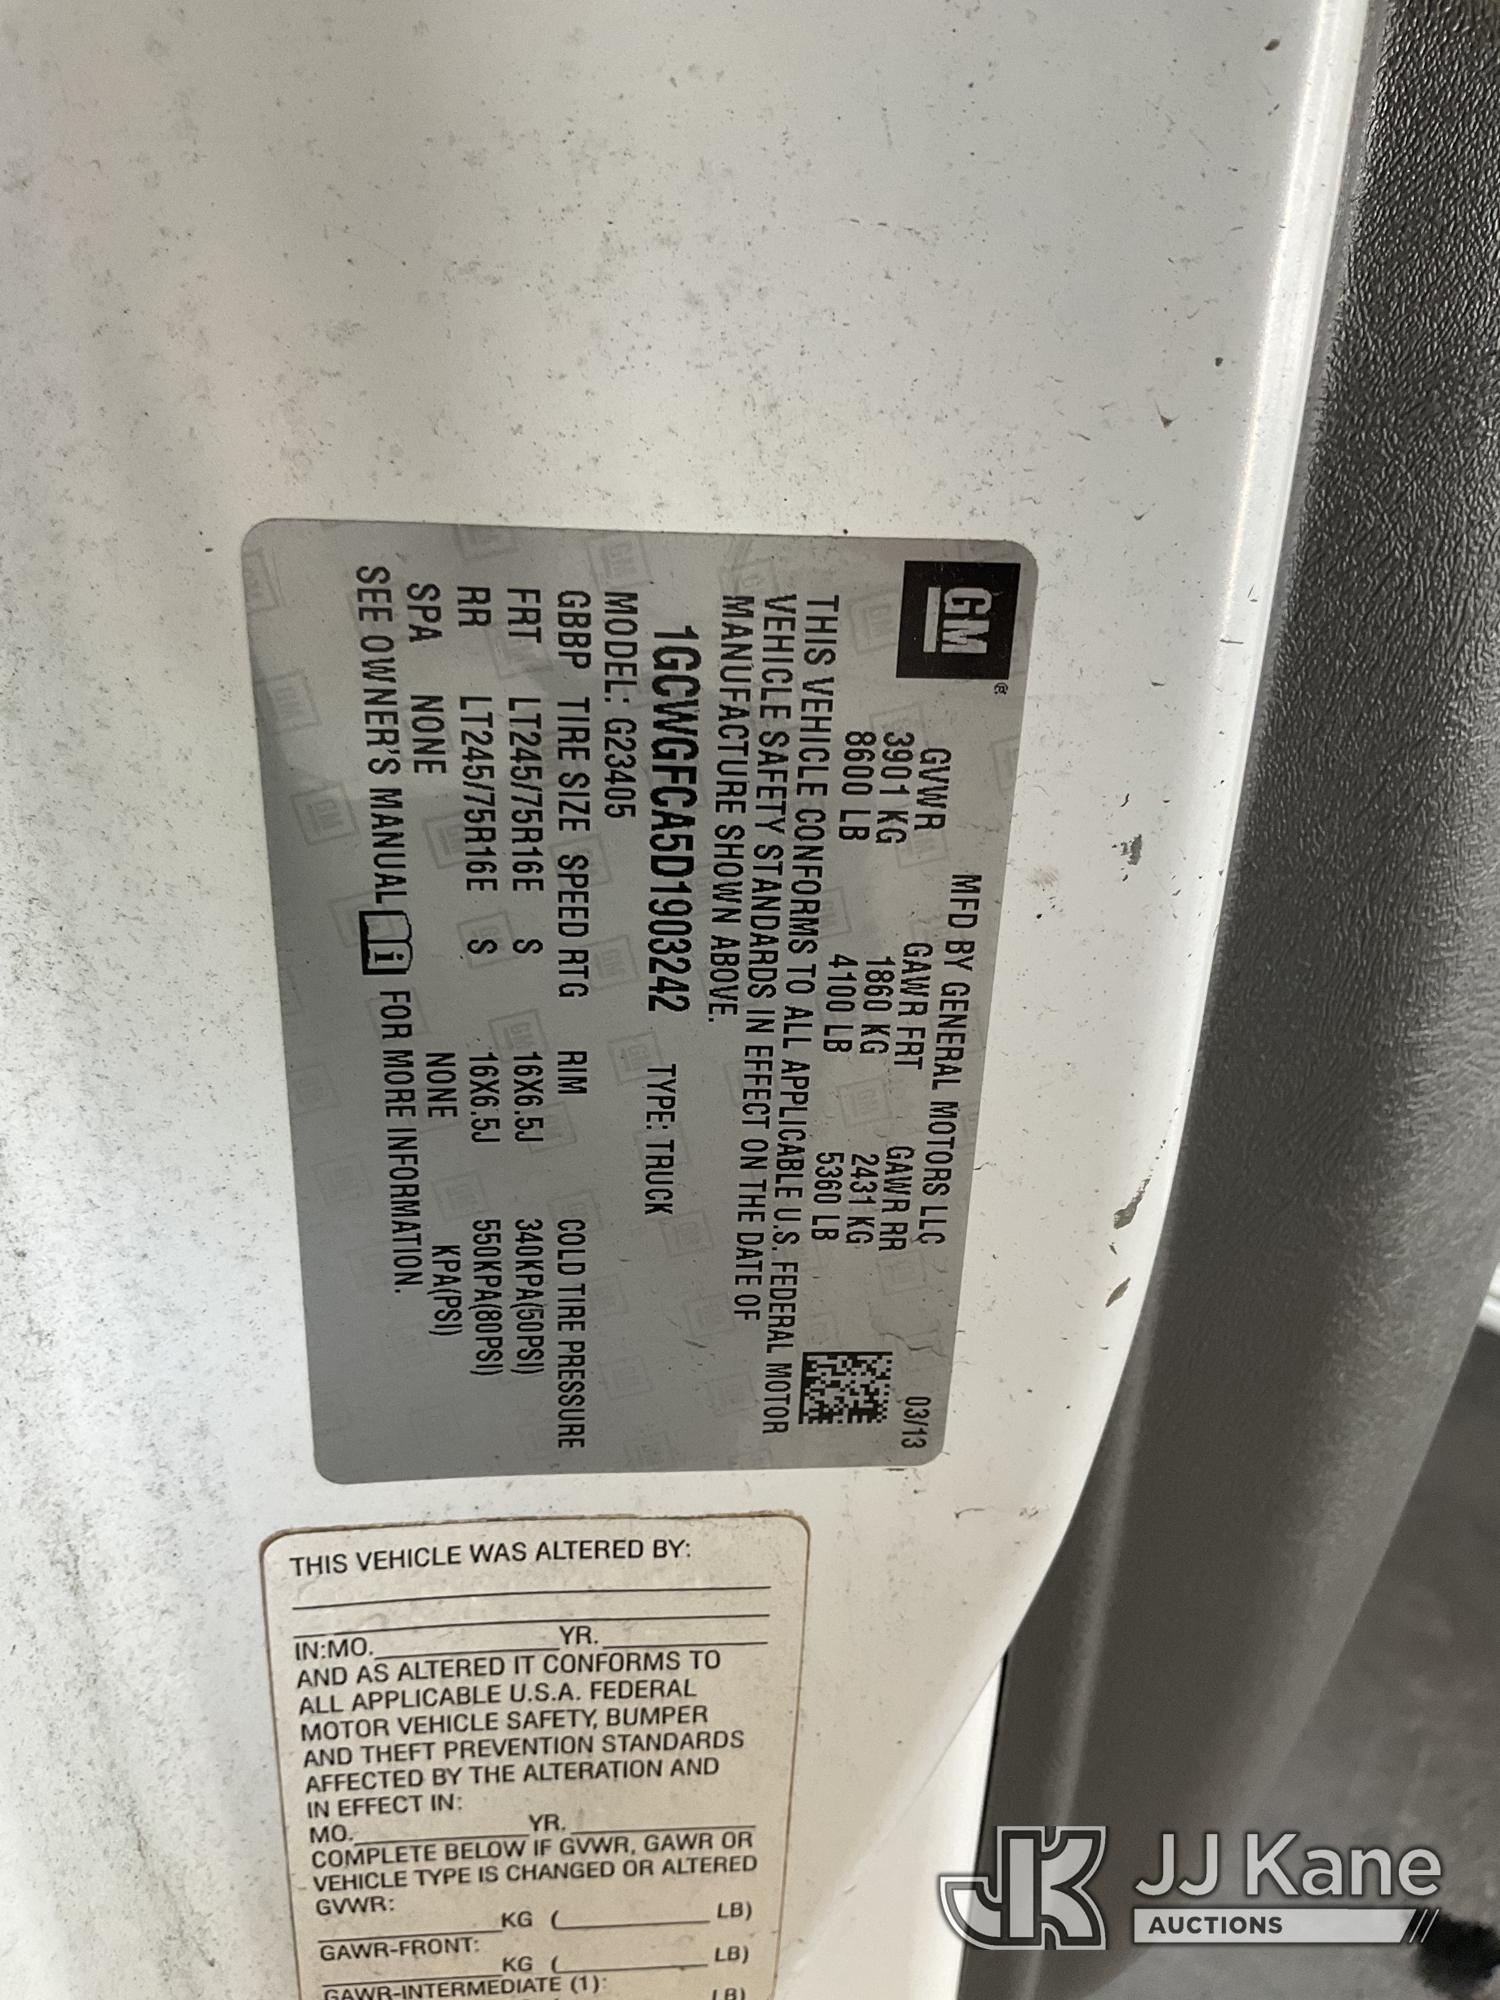 GM ®
MFD BY GENERAL MOTORS LLC 03/13
GVWR GAWR FRT GAWR RR
3901 KG 1860 KG 2431 KG
8600 LB 4100 LB 5360 LB
THIS VEHICLE CONFORMS TO ALL APPLICABLE U.S. FEDERAL MOTOR
VEHICLE SAFETY STANDARDS IN EFFECT ON THE DATE OF
MANUFACTURE SHOWN ABOVE.
1GCWGFCA5D1903242 TYPE: TRUCK
MODEL: G23405
GBBP TIRE SIZE SPEED RTG RIM COLD TIRE PRESSURE
FRT LT245/75R16E S 16X6.5J 340KPA(50PSI)
RR LT245/75R16E S 16X6.5J 550KPA(80PSI)
SPA NONE NONE KPA(PSI)
SEE OWNER'S MANUAL i FOR MORE INFORMATION.
THIS VEHICLE WAS ALTERED BY:
IN:MO. YR.
AND AS ALTERED IT CONFORMS TO
ALL APPLICABLE U.S.A. FEDERAL
MOTOR VEHICLE SAFETY, BUMPER
AND THEFT PREVENTION STANDARDS
AFFECTED BY THE ALTERATION AND
IN EFFECT IN:
MO. YR.
COMPLETE BELOW IF GVWR, GAWR OR
VEHICLE TYPE IS CHANGED OR ALTERED
GVWR:
KG ( LB)
GAWR-FRONT:
KG ( LB)
GAWR-INTERMEDIATE (1):
LB)
JK JJ Kane
AUCTIONS